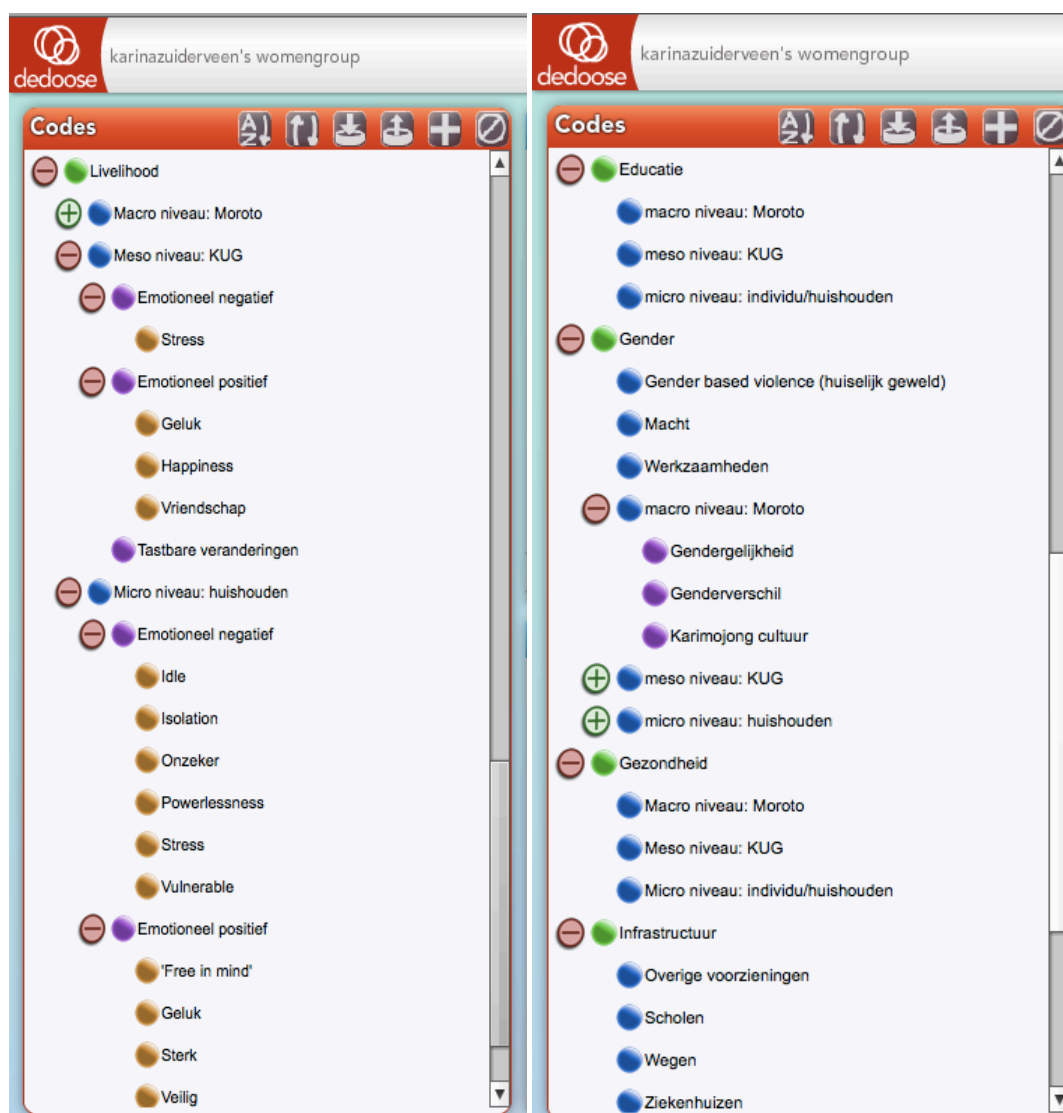 dedoose
karinazuiderveen's womengroup
Codes
Livelihood
Macro niveau: Moroto
Meso niveau: KUG
Emotioneel negatief
Stress
Emotioneel positief
Geluk
Happiness
Vriendschap
Tastbare veranderingen
Micro niveau: huishouden
Emotioneel negatief
Idle
Isolation
Onzeker
Powerlessness
Stress
Vulnerable
Emotioneel positief
'Free in mind'
Geluk
Sterk
Veilig
dedoose
karinazuiderveen's womengroup
Codes
Educatie
macro niveau: Moroto
meso niveau: KUG
micro niveau: individu/huishouden
Gender
Gender based violence (huiselijk geweld)
Macht
Werkzaamheden
macro niveau: Moroto
Gendergelijkheid
Genderverschil
Karimojong cultuur
meso niveau: KUG
micro niveau: huishouden
Gezondheid
Macro niveau: Moroto
Meso niveau: KUG
Micro niveau: individu/huishouden
Infrastructuur
Overige voorzieningen
Scholen
Wegen
Ziekenhuizen